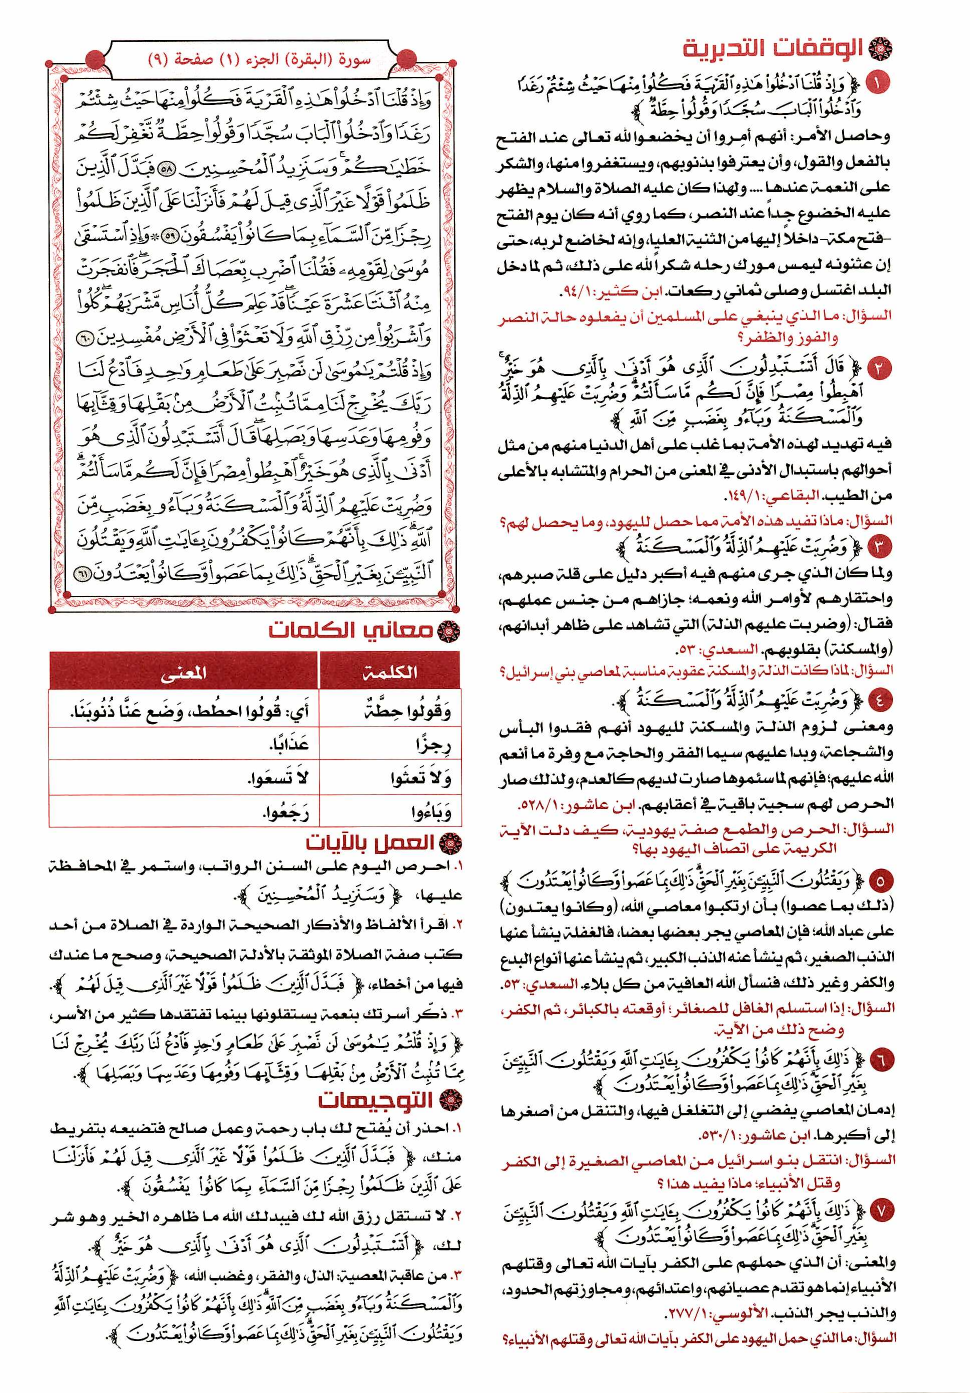 الوقفات التدبرية
١ ﴿ وَإِذْ قُلْنَا ادْخُلُوا۟ هَٰذِهِ ٱلْقَرْيَةَ فَكُلُوا۟ مِنْهَا حَيْثُ شِئْتُمْ رَغَدًا
وَٱدْخُلُوا۟ ٱلْبَابَ سُجَّدًا وَقُولُوا۟ حِطَّةٌ ﴾
وحاصل الأمر: أنهم أمروا أن يخضعوا لله تعالى عند الفتح
بالفعل والقول، وأن يعترفوا بذنوبهم، ويستغفروا منها، والشكر
على النعمة عندها .... ولهذا كان عليه الصلاة والسلام يظهر
عليه الخضوع جداً عند النصر، كما روي أنه كان يوم الفتح
-فتح مكة- داخلاً إليها من الثنية العليا، وإنه لخاضع لربه، حتى
إن عثنونه ليمس مورك رحله شكراً لله على ذلك، ثم لما دخل
البلد اغتسل وصلى ثماني ركعات. ابن كثير: ٩٤/١.
السؤال: ما الذي ينبغي على المسلمين أن يفعلوه حالة النصر
والفوز والظفر؟
٢ ﴿ قَالَ أَتَسْتَبْدِلُونَ ٱلَّذِى هُوَ أَدْنَىٰ بِٱلَّذِى هُوَ خَيْرٌ ۚ
ٱهْبِطُوا۟ مِصْرًا فَإِنَّ لَكُم مَّا سَأَلْتُمْ ۗ وَضُرِبَتْ عَلَيْهِمُ ٱلذِّلَّةُ
وَٱلْمَسْكَنَةُ وَبَآءُو بِغَضَبٍ مِّنَ ٱللَّهِ ﴾
فيه تهديد لهذه الأمة بما غلب على أهل الدنيا منهم من مثل
أحوالهم باستبدال الأدنى في المعنى من الحرام والمتشابه بالأعلى
من الطيب. البقاعي: ١٤٩/١.
السؤال: ماذا تفيد هذه الأمة مما حصل لليهود، وما يحصل لهم؟
٣ ﴿ وَضُرِبَتْ عَلَيْهِمُ ٱلذِّلَّةُ وَٱلْمَسْكَنَةُ ﴾
ولما كان الذي جرى منهم فيه أكبر دليل على قلة صبرهم،
واحتقارهم لأوامر الله ونعمه؛ جازاهم من جنس عملهم،
فقال: (وضربت عليهم الذلة) التي تشاهد على ظاهر أبدانهم،
(والمسكنة) بقلوبهم. السعدي: ٥٣.
السؤال: لماذا كانت الذلة والمسكنة عقوبة مناسبة لمعاصي بني إسرائيل؟
٤ ﴿ وَضُرِبَتْ عَلَيْهِمُ ٱلذِّلَّةُ وَٱلْمَسْكَنَةُ ﴾.
ومعنى لزوم الذلة والمسكنة لليهود أنهم فقدوا البأس
والشجاعة، وبدا عليهم سيما الفقر والحاجة مع وفرة ما أنعم
الله عليهم؛ فإنهم لما سئموها صارت لديهم كالعدم، ولذلك صار
الحرص لهم سجية باقية في أعقابهم. ابن عاشور: ٥٢٨/١.
السؤال: الحرص والطمع صفة يهودية، كيف دلت الآية
الكريمة على اتصاف اليهود بها؟
٥ ﴿ وَيَقْتُلُونَ ٱلنَّبِيِّـۧنَ بِغَيْرِ ٱلْحَقِّ ۗ ذَٰلِكَ بِمَا عَصَوا۟ وَّكَانُوا۟ يَعْتَدُونَ ﴾
(ذلك بما عصوا) بأن ارتكبوا معاصي الله، (وكانوا يعتدون)
على عباد الله؛ فإن المعاصي يجر بعضها بعضا، فالغفلة ينشأ عنها
الذنب الصغير، ثم ينشأ عنه الذنب الكبير، ثم ينشأ عنها أنواع البدع
والكفر وغير ذلك، فنسأل الله العافية من كل بلاء. السعدي: ٥٣.
السؤال: إذا استسلم الغافل للصغائر؛ أوقعته بالكبائر، ثم الكفر،
وضح ذلك من الآية.
٦ ﴿ ذَٰلِكَ بِأَنَّهُمْ كَانُوا۟ يَكْفُرُونَ بِـَٔايَٰتِ ٱللَّهِ وَيَقْتُلُونَ ٱلنَّبِيِّـۧنَ
بِغَيْرِ ٱلْحَقِّ ۗ ذَٰلِكَ بِمَا عَصَوا۟ وَّكَانُوا۟ يَعْتَدُونَ ﴾
إدمان المعاصي يفضي إلى التغلغل فيها، والتنقل من أصغرها
إلى أكبرها. ابن عاشور: ٥٣٠/١.
السؤال: انتقل بنو اسرائيل من المعاصي الصغيرة إلى الكفر
وقتل الأنبياء؛ ماذا يفيد هذا ؟
٧ ﴿ ذَٰلِكَ بِأَنَّهُمْ كَانُوا۟ يَكْفُرُونَ بِـَٔايَٰتِ ٱللَّهِ وَيَقْتُلُونَ ٱلنَّبِيِّـۧنَ
بِغَيْرِ ٱلْحَقِّ ۗ ذَٰلِكَ بِمَا عَصَوا۟ وَّكَانُوا۟ يَعْتَدُونَ ﴾
والمعنى: أن الذي حملهم على الكفر بآيات الله تعالى وقتلهم
الأنبياء إنما هو تقدم عصيانهم، واعتدائهم، ومجاوزتهم الحدود،
والذنب يجر الذنب. الألوسي: ٢٧٧/١.
السؤال: ما الذي حمل اليهود على الكفر بآيات الله تعالى وقتلهم الأنبياء؟
سورة (البقرة) الجزء (١) صفحة (٩)
وَإِذْ قُلْنَا ٱدْخُلُوا۟ هَٰذِهِ ٱلْقَرْيَةَ فَكُلُوا۟ مِنْهَا حَيْثُ شِئْتُمْ
رَغَدًا وَٱدْخُلُوا۟ ٱلْبَابَ سُجَّدًا وَقُولُوا۟ حِطَّةٌ نَّغْفِرْ لَكُمْ
خَطَٰيَٰكُمْ ۚ وَسَنَزِيدُ ٱلْمُحْسِنِينَ ٥٨ فَبَدَّلَ ٱلَّذِينَ
ظَلَمُوا۟ قَوْلًا غَيْرَ ٱلَّذِى قِيلَ لَهُمْ فَأَنزَلْنَا عَلَى ٱلَّذِينَ ظَلَمُوا۟
رِجْزًا مِّنَ ٱلسَّمَآءِ بِمَا كَانُوا۟ يَفْسُقُونَ ٥٩ ۞ وَإِذِ ٱسْتَسْقَىٰ
مُوسَىٰ لِقَوْمِهِۦ فَقُلْنَا ٱضْرِب بِّعَصَاكَ ٱلْحَجَرَ ۖ فَٱنفَجَرَتْ
مِنْهُ ٱثْنَتَا عَشْرَةَ عَيْنًا ۖ قَدْ عَلِمَ كُلُّ أُنَاسٍ مَّشْرَبَهُمْ ۖ كُلُوا۟
وَٱشْرَبُوا۟ مِن رِّزْقِ ٱللَّهِ وَلَا تَعْثَوْا۟ فِى ٱلْأَرْضِ مُفْسِدِينَ ٦٠
وَإِذْ قُلْتُمْ يَٰمُوسَىٰ لَن نَّصْبِرَ عَلَىٰ طَعَامٍ وَٰحِدٍ فَٱدْعُ لَنَا
رَبَّكَ يُخْرِجْ لَنَا مِمَّا تُنۢبِتُ ٱلْأَرْضُ مِنۢ بَقْلِهَا وَقِثَّآئِهَا
وَفُومِهَا وَعَدَسِهَا وَبَصَلِهَا ۖ قَالَ أَتَسْتَبْدِلُونَ ٱلَّذِى هُوَ
أَدْنَىٰ بِٱلَّذِى هُوَ خَيْرٌ ۚ ٱهْبِطُوا۟ مِصْرًا فَإِنَّ لَكُم مَّا سَأَلْتُمْ ۗ
وَضُرِبَتْ عَلَيْهِمُ ٱلذِّلَّةُ وَٱلْمَسْكَنَةُ وَبَآءُو بِغَضَبٍ مِّنَ
ٱللَّهِ ۗ ذَٰلِكَ بِأَنَّهُمْ كَانُوا۟ يَكْفُرُونَ بِـَٔايَٰتِ ٱللَّهِ وَيَقْتُلُونَ
ٱلنَّبِيِّـۧنَ بِغَيْرِ ٱلْحَقِّ ۗ ذَٰلِكَ بِمَا عَصَوا۟ وَّكَانُوا۟ يَعْتَدُونَ ٦١
معاني الكلمات
الكلمة المعنى
وَقُولُوا حِطَّةٌ أَي: قُولُوا احطُط، وَضَع عَنَّا ذُنُوبَنَا.
رِجزًا عَذَابًا.
وَلاَ تَعثَوا لاَ تَسعَوا.
وَبَاءُوا رَجَعُوا.
العمل بالآيات
١. احرص اليوم على السنن الرواتب، واستمر في المحافظة
عليها، ﴿ وَسَنَزِيدُ ٱلْمُحْسِنِينَ ﴾.
٢. اقرأ الألفاظ والأذكار الصحيحة الواردة في الصلاة من أحد
كتب صفة الصلاة الموثقة بالأدلة الصحيحة، وصحح ما عندك
فيها من أخطاء، ﴿ فَبَدَّلَ ٱلَّذِينَ ظَلَمُوا۟ قَوْلًا غَيْرَ ٱلَّذِى قِيلَ لَهُمْ ﴾.
٣. ذكّر أسرتك بنعمة يستقلونها بينما تفتقدها كثير من الأسر،
﴿ وَإِذْ قُلْتُمْ يَٰمُوسَىٰ لَن نَّصْبِرَ عَلَىٰ طَعَامٍ وَٰحِدٍ فَٱدْعُ لَنَا رَبَّكَ يُخْرِجْ لَنَا
مِمَّا تُنۢبِتُ ٱلْأَرْضُ مِنۢ بَقْلِهَا وَقِثَّآئِهَا وَفُومِهَا وَعَدَسِهَا وَبَصَلِهَا ﴾.
التوجيهات
١. احذر أن يُفتح لك باب رحمة وعمل صالح فتضيعه بتفريط
منك، ﴿ فَبَدَّلَ ٱلَّذِينَ ظَلَمُوا۟ قَوْلًا غَيْرَ ٱلَّذِى قِيلَ لَهُمْ فَأَنزَلْنَا
عَلَى ٱلَّذِينَ ظَلَمُوا۟ رِجْزًا مِّنَ ٱلسَّمَآءِ بِمَا كَانُوا۟ يَفْسُقُونَ ﴾.
٢. لا تستقل رزق الله لك فيبدلك الله ما ظاهره الخير وهو شر
لك، ﴿ أَتَسْتَبْدِلُونَ ٱلَّذِى هُوَ أَدْنَىٰ بِٱلَّذِى هُوَ خَيْرٌ ﴾.
٣. من عاقبة المعصية: الذل، والفقر، وغضب الله، ﴿ وَضُرِبَتْ عَلَيْهِمُ ٱلذِّلَّةُ
وَٱلْمَسْكَنَةُ وَبَآءُو بِغَضَبٍ مِّنَ ٱللَّهِ ۗ ذَٰلِكَ بِأَنَّهُمْ كَانُوا۟ يَكْفُرُونَ بِـَٔايَٰتِ ٱللَّهِ
وَيَقْتُلُونَ ٱلنَّبِيِّـۧنَ بِغَيْرِ ٱلْحَقِّ ۗ ذَٰلِكَ بِمَا عَصَوا۟ وَّكَانُوا۟ يَعْتَدُونَ ﴾.